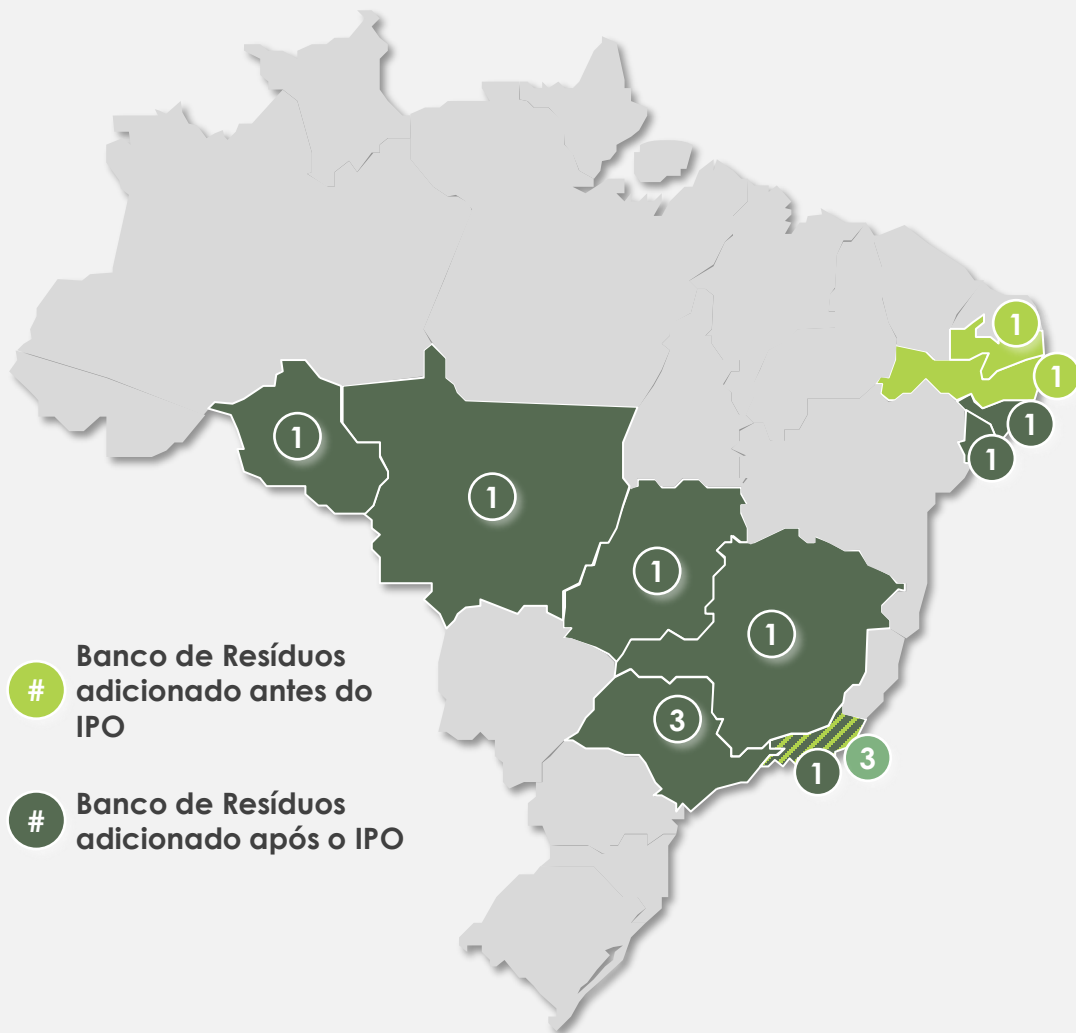 1
1
1
1
1
1
1
1
3
1
3
# Banco de Resíduos
adicionado antes do
IPO
# Banco de Resíduos
adicionado após o IPO